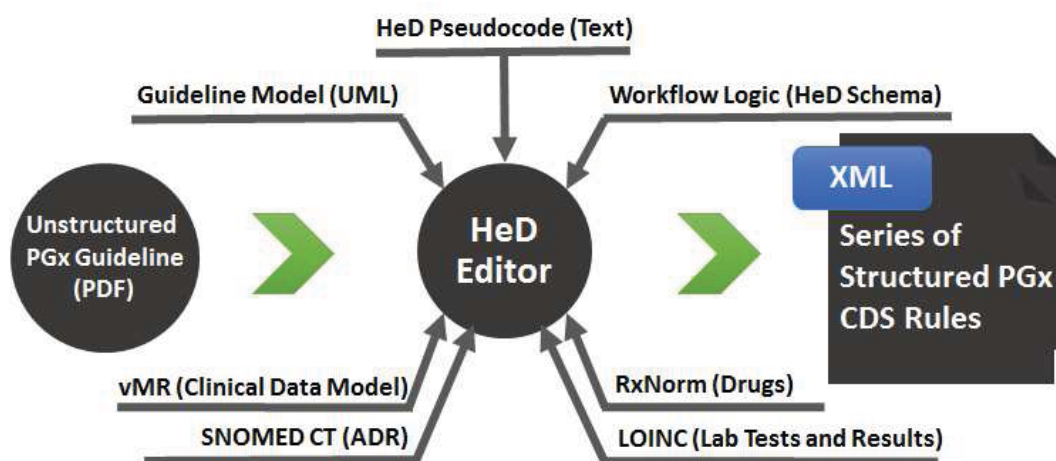 HeD Pseudocode (Text)
Guideline Model (UML)
Workflow Logic (HeD Schema)
Unstructured
PGx Guideline
(PDF)
HeD
Editor
XML
Series of
Structured PGx
CDS Rules
vMR (Clinical Data Model)
RxNorm (Drugs)
SNOMED CT (ADR)
LOINC (Lab Tests and Results)